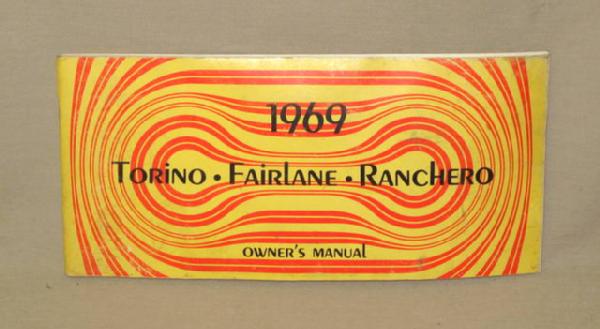 1969
Torino • Fairlane • Ranchero
OWNER'S MANUAL